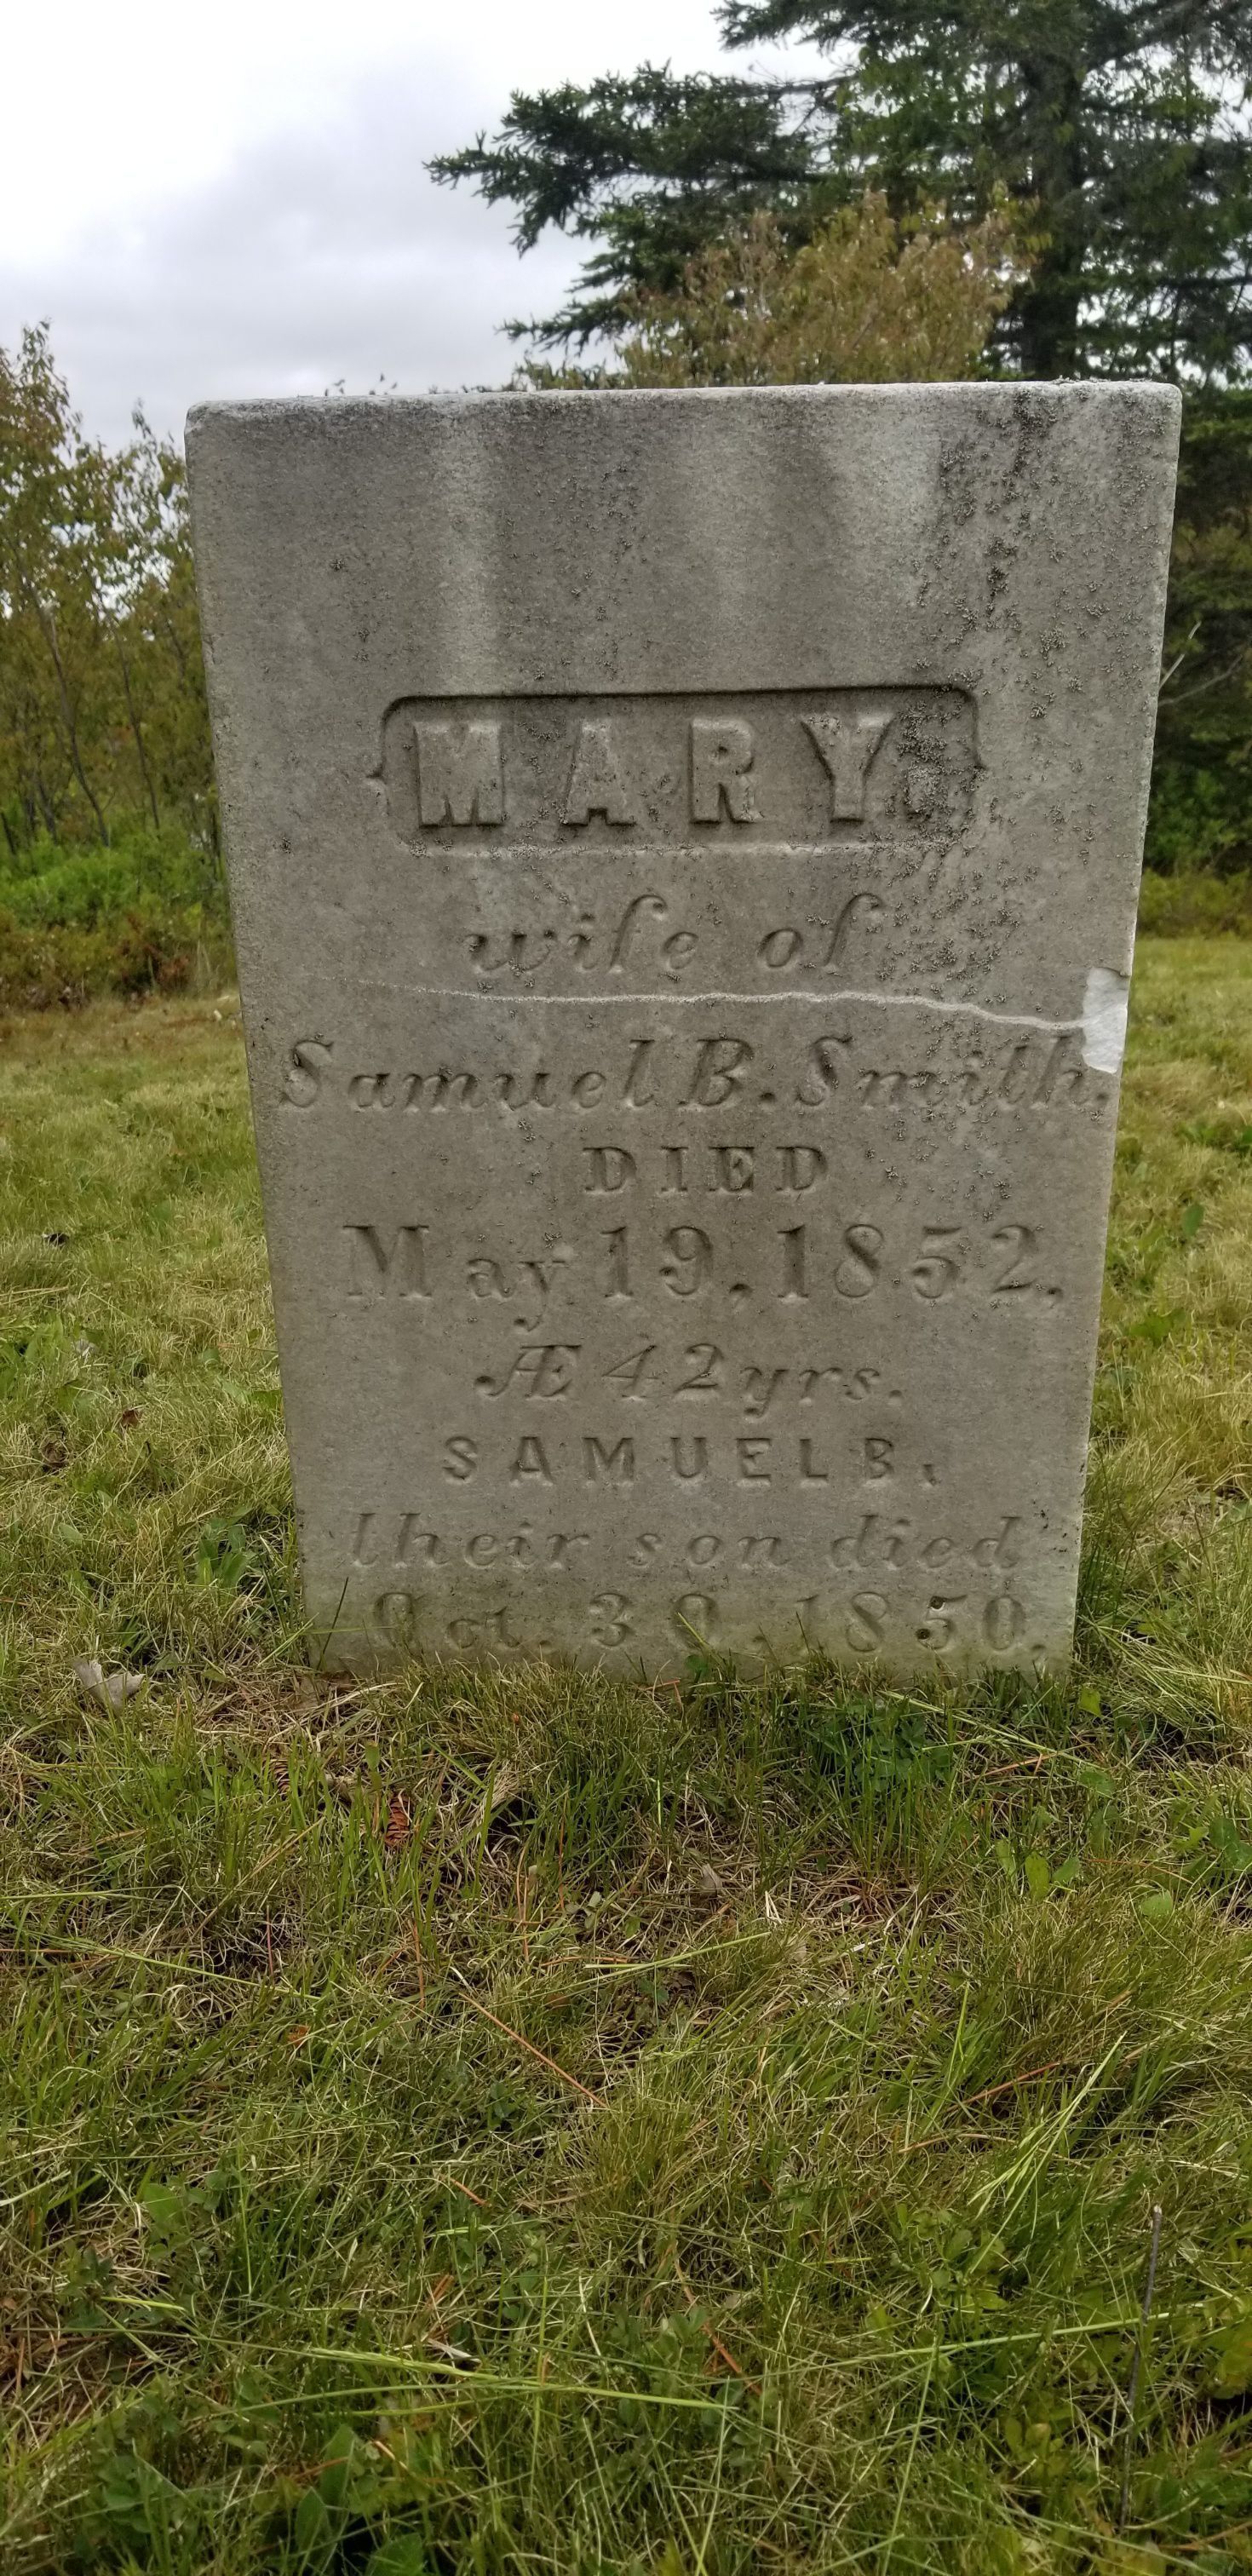 MARY.
wife of
Samuel B. Smith.
DIED
May 19, 1852,
Æ 42 yrs.
SAMUEL B.
their son died
Oct. 30, 1850.